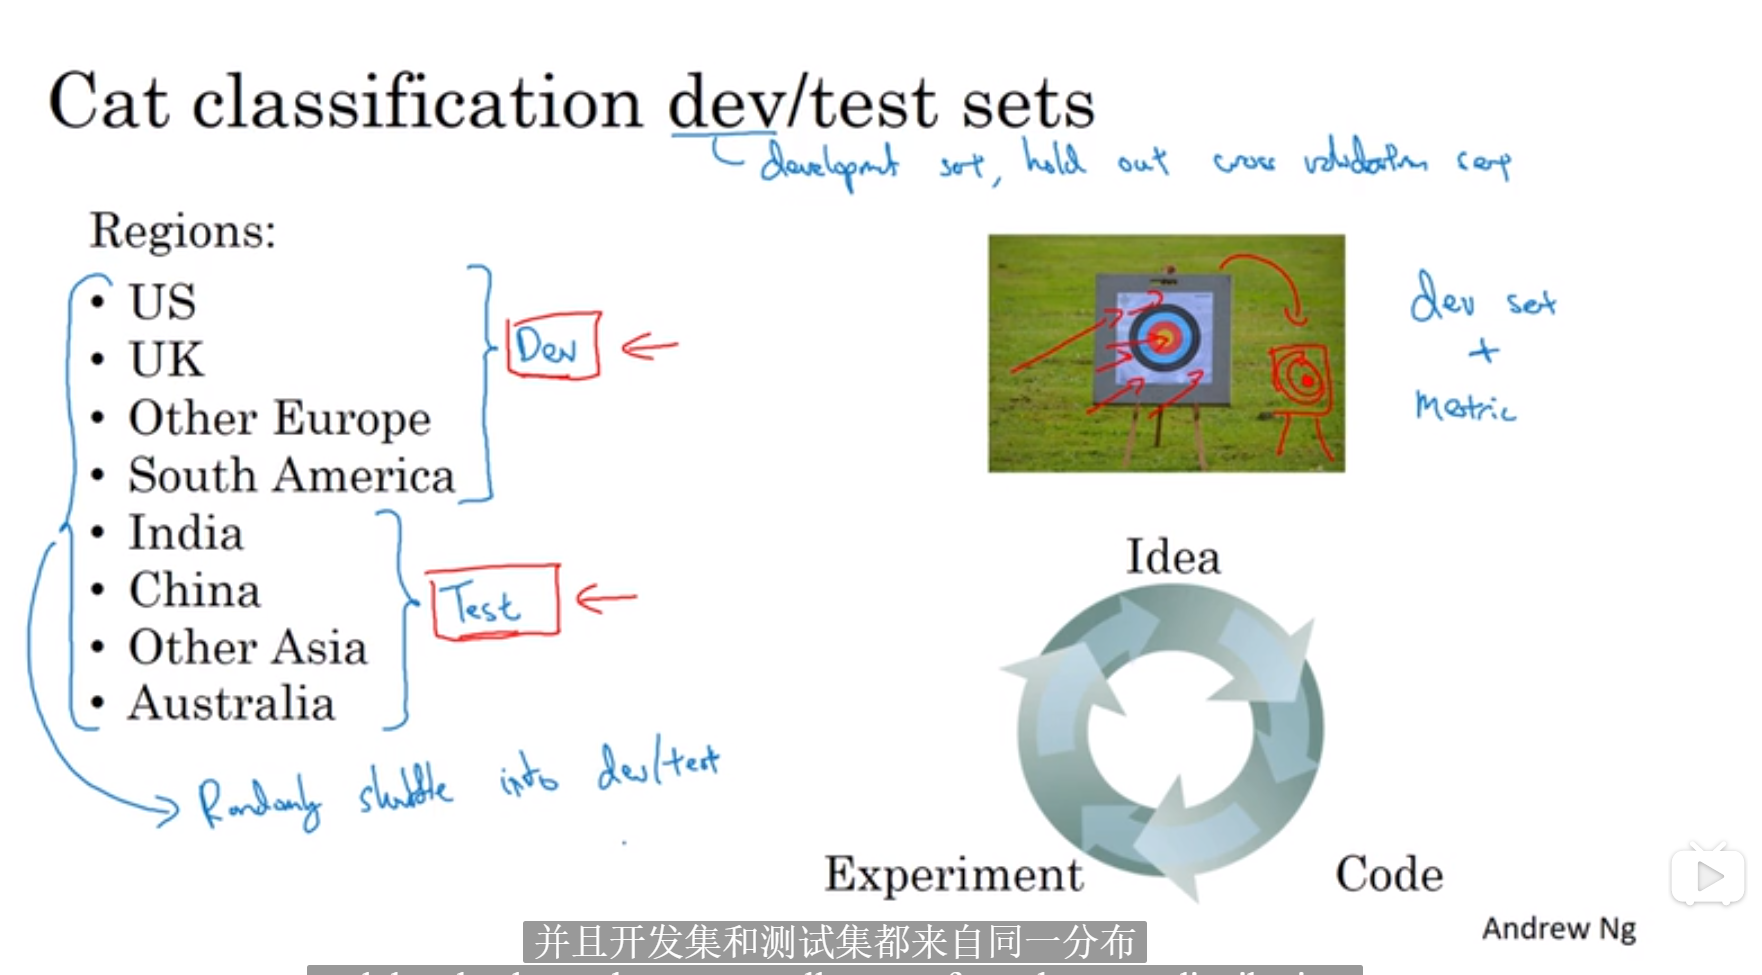 Cat classification dev/test sets
development set, hold out cross validation
Regions:
• US
• UK
• Other Europe
• South America
• India
• China
• Other Asia
• Australia
Dev
Test
Randomly shuffle into dev/test
dev set
+
metric
Idea
Code
Experiment
Andrew Ng
并且开发集和测试集都来自同一分布